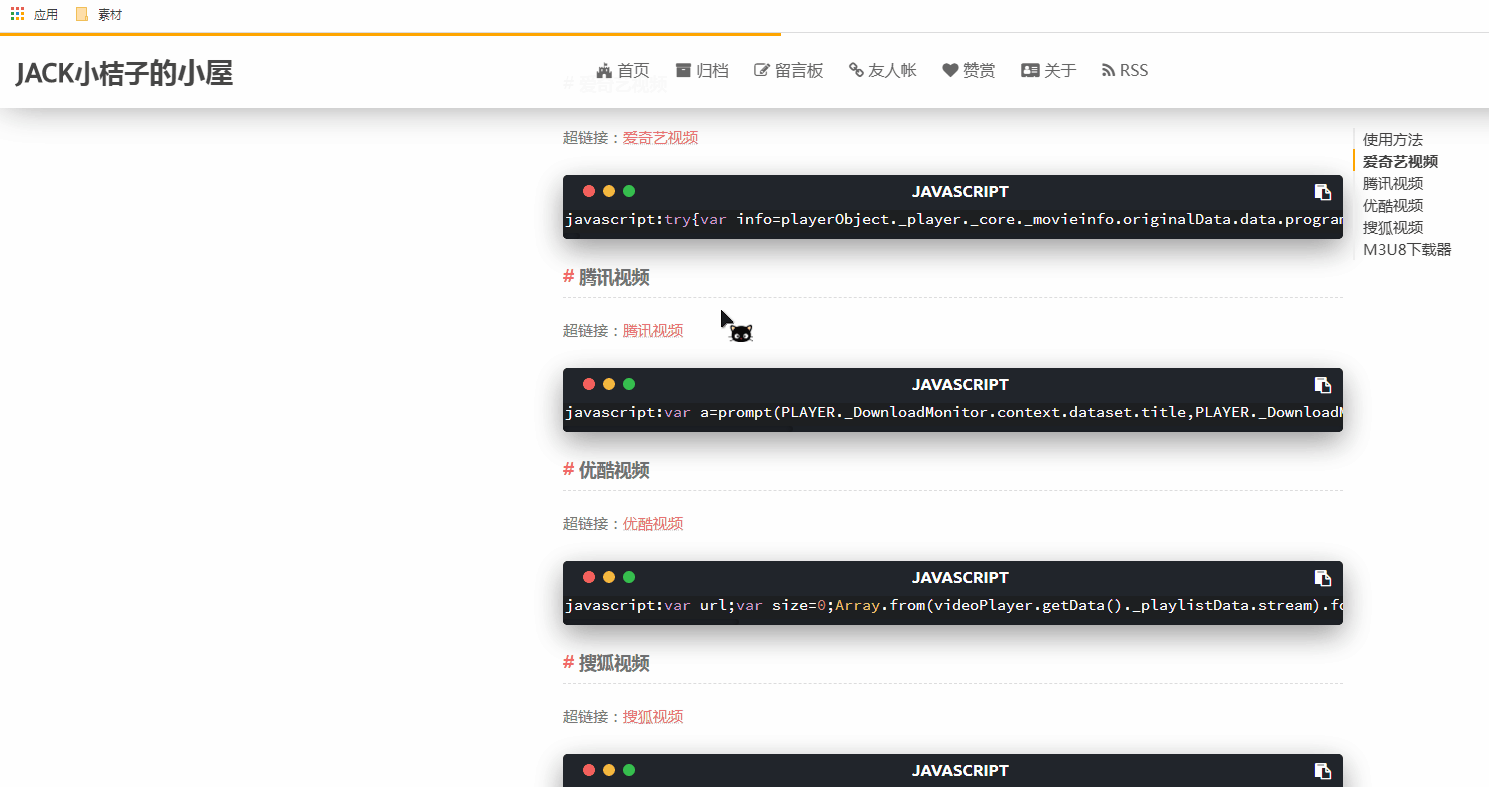 应用 素材
JACK小桔子的小屋
首页 归档 留言板 友人帐 赞赏 关于 RSS
# 爱奇艺视频
超链接：爱奇艺视频
JAVASCRIPT
javascript:try{var info=playerObject._player._core._movieinfo.originalData.data.program
# 腾讯视频
超链接：腾讯视频
JAVASCRIPT
javascript:var a=prompt(PLAYER._DownloadMonitor.context.dataset.title,PLAYER._DownloadM
# 优酷视频
超链接：优酷视频
JAVASCRIPT
javascript:var url;var size=0;Array.from(videoPlayer.getData()._playlistData.stream).fo
# 搜狐视频
超链接：搜狐视频
JAVASCRIPT
使用方法
爱奇艺视频
腾讯视频
优酷视频
搜狐视频
M3U8下载器